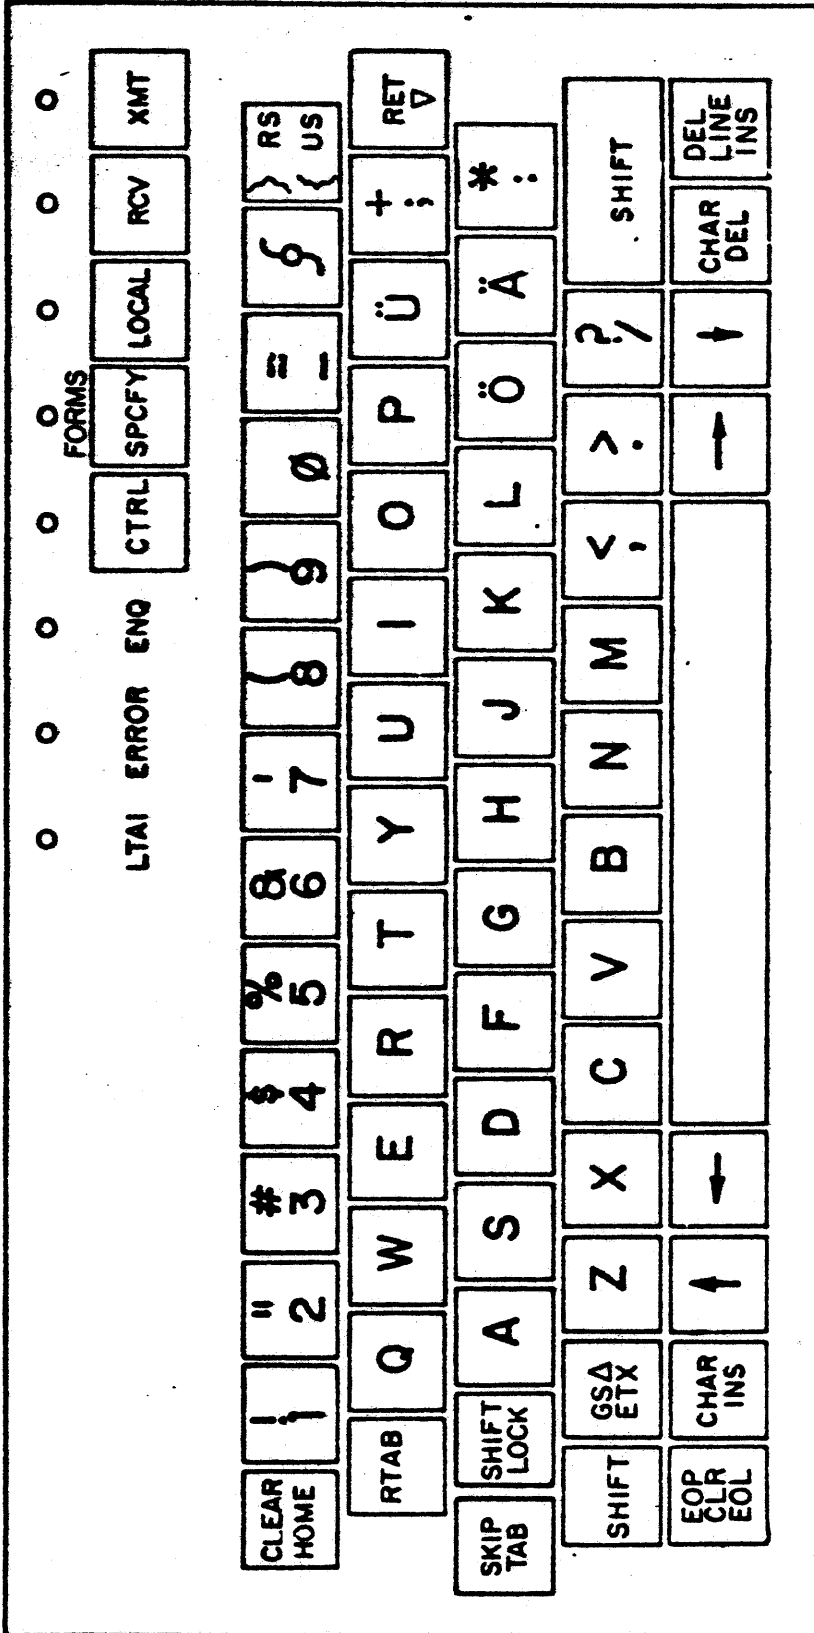 LTAI ERROR ENQ CTRL SPCFY LOCAL RCV XMT
FORMS
CLEAR HOME ! 1 " 2 # 3 $ 4 % 5 & 6 ' 7 ( 8 ) 9 Ø = - } RS { US
RTAB Q W E R T Y U I O P Ü + ; RET ▽
SKIP TAB SHIFT LOCK A S D F G H J K L Ö Ä * :
SHIFT GSΔ ETX Z X C V B N M < , > . ? / SHIFT
EOP CLR EOL CHAR INS ↑ ← → ↓ CHAR DEL DEL LINE INS